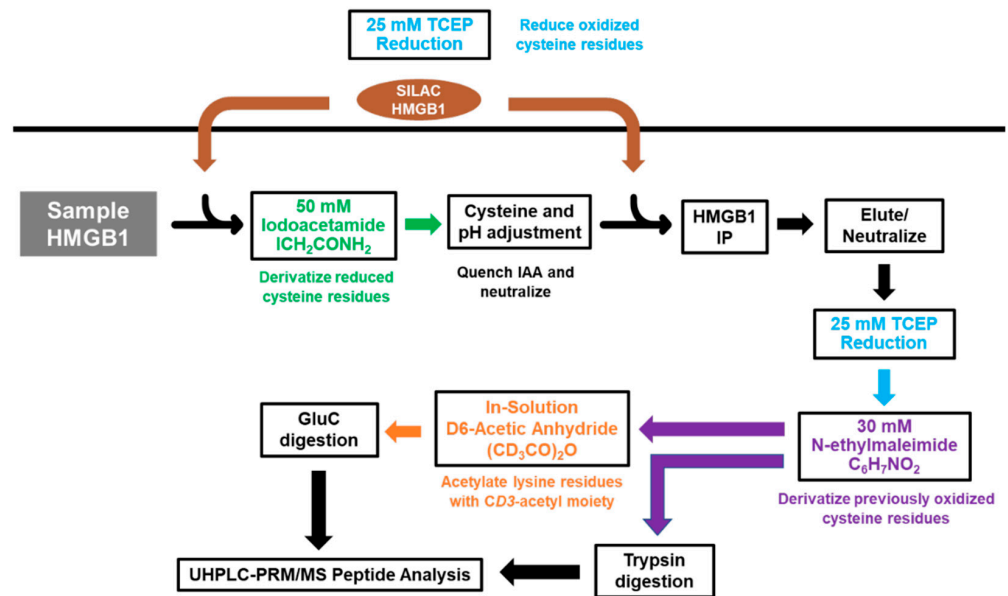 25 mM TCEP
Reduction
Reduce oxidized
cysteine residues
SILAC
HMGB1
Sample
HMGB1
50 mM
Iodoacetamide
ICH₂CONH₂
Derivatize reduced
cysteine residues
Cysteine and
pH adjustment
Quench IAA and
neutralize
HMGB1
IP
Elute/
Neutralize
25 mM TCEP
Reduction
30 mM
N-ethylmaleimide
C₆H₇NO₂
Derivatize previously oxidized
cysteine residues
In-Solution
D6-Acetic Anhydride
(CD₃CO)₂O
Acetylate lysine residues
with CD3-acetyl moiety
GluC
digestion
Trypsin
digestion
UHPLC-PRM/MS Peptide Analysis